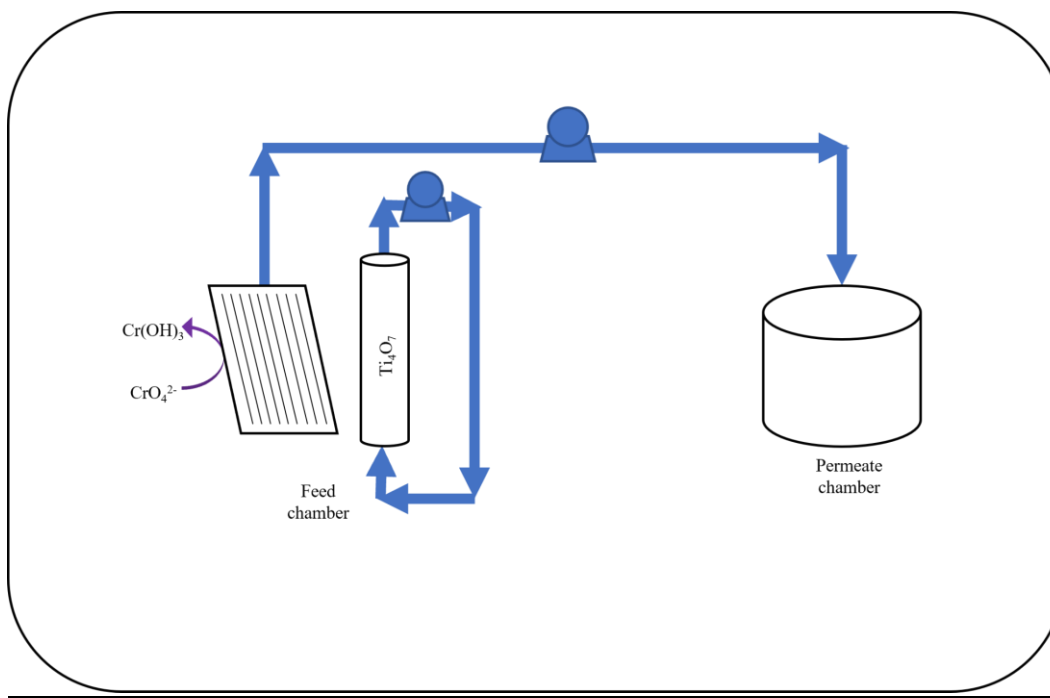 Cr(OH)₃
CrO₄²⁻
Ti₄O₇
Feed
chamber
Permeate
chamber